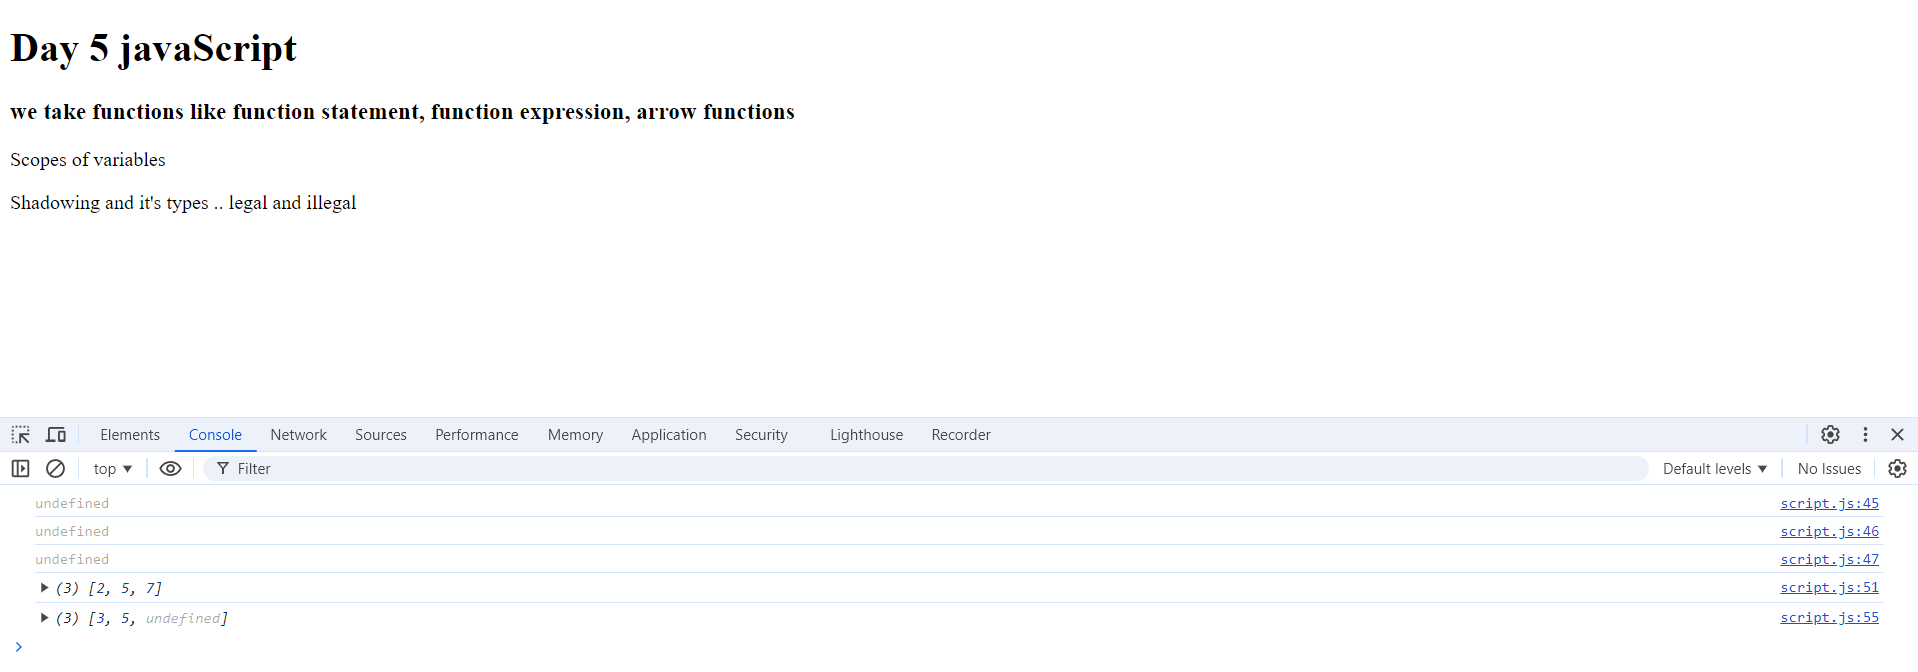 Day 5 javaScript
we take functions like function statement, function expression, arrow functions
Scopes of variables
Shadowing and it's types .. legal and illegal
Elements Console Network Sources Performance Memory Application Security Lighthouse Recorder
top Filter Default levels No Issues
undefined script.js:45
undefined script.js:46
undefined script.js:47
(3) [2, 5, 7] script.js:51
(3) [3, 5, undefined] script.js:55